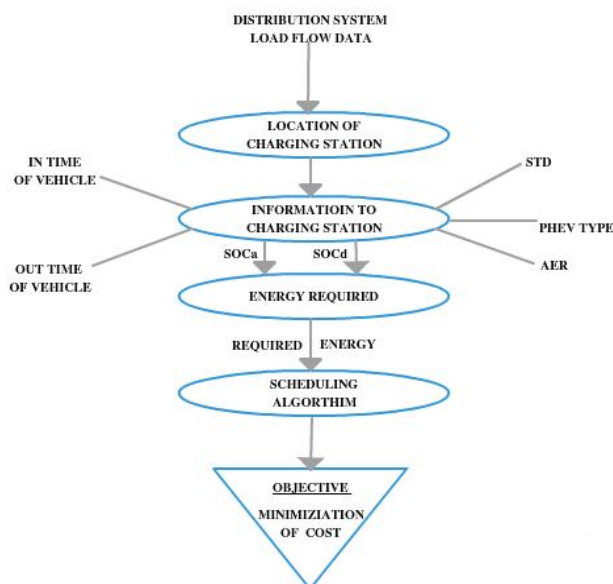 DISTRIBUTION SYSTEM
LOAD FLOW DATA
LOCATION OF
CHARGING STATION
IN TIME
OF VEHICLE
STD
INFORMATIOIN TO
CHARGING STATION
PHEV TYPE
OUT TIME
OF VEHICLE
AER
SOCa
SOCd
ENERGY REQUIRED
REQUIRED ENERGY
SCHEDULING
ALGORTHIM
OBJECTIVE
MINIMIZIATION
OF COST